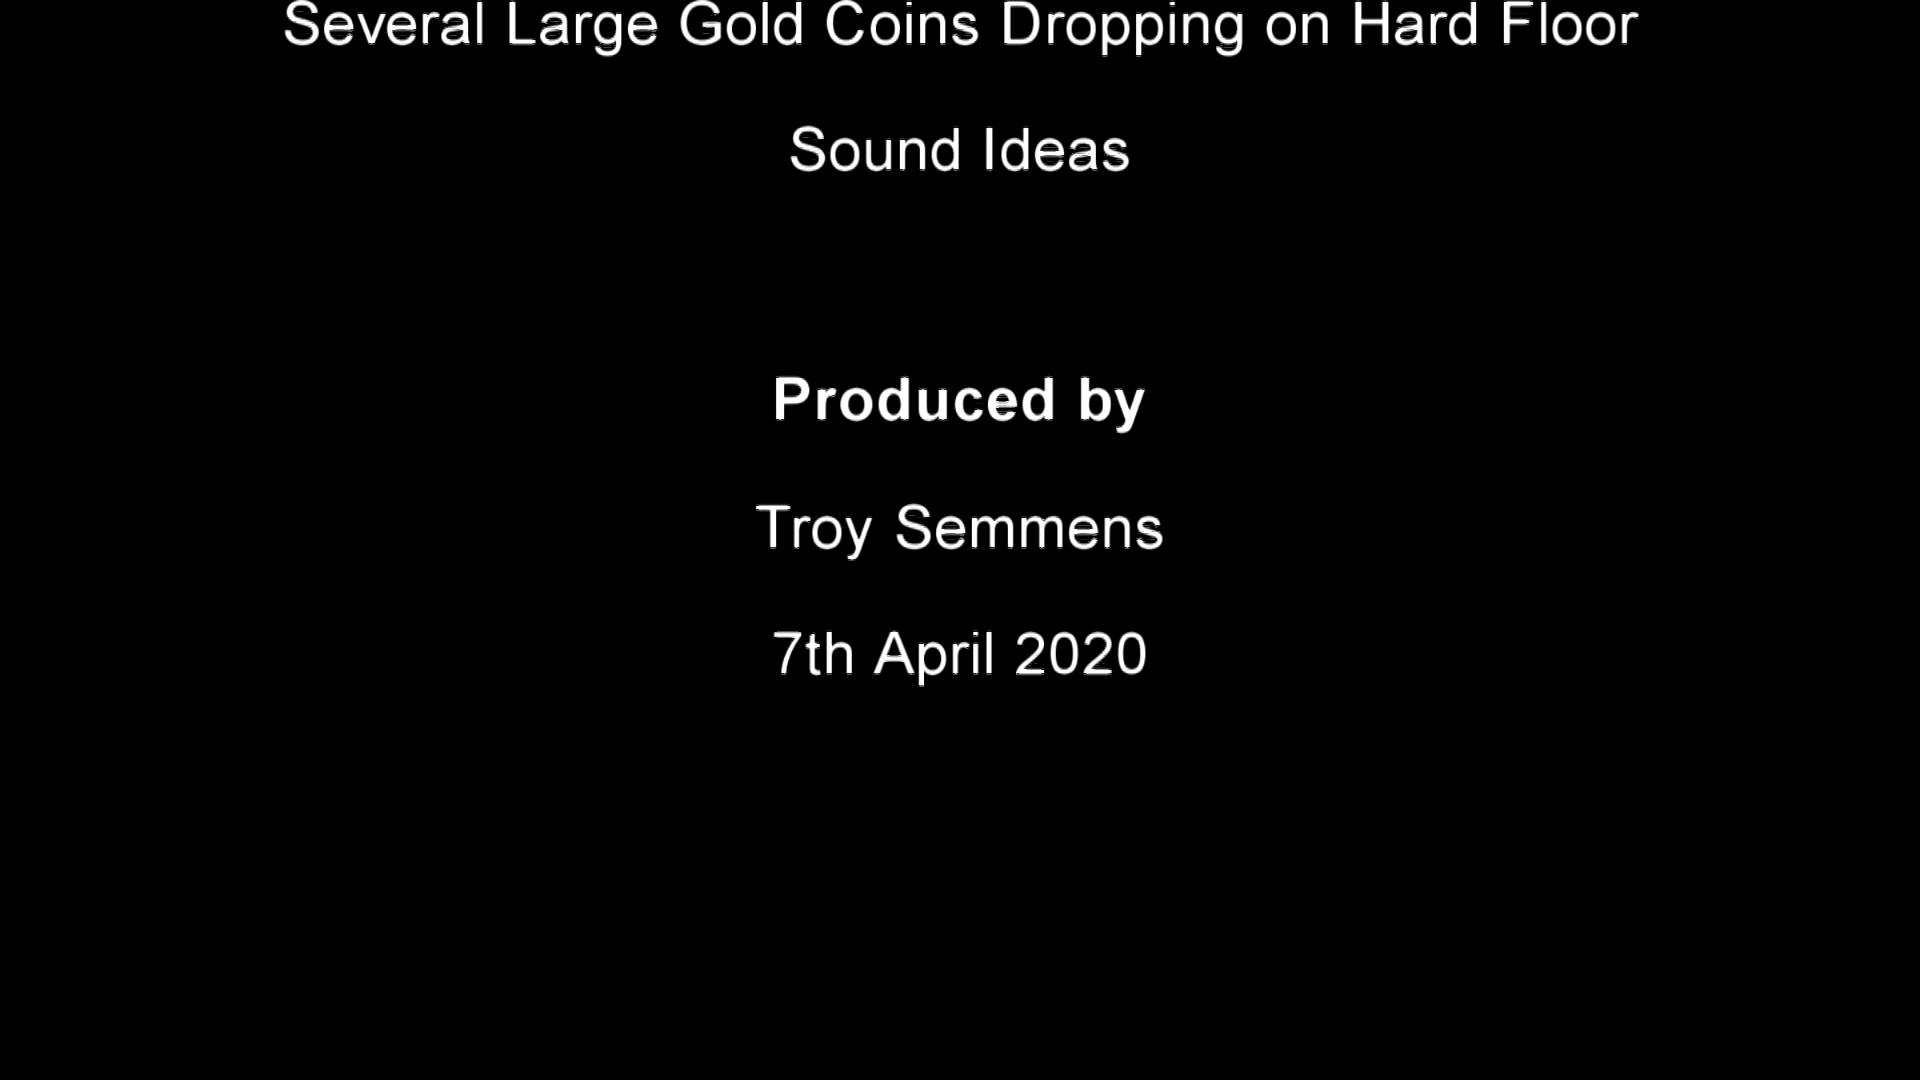 Several Large Gold Coins Dropping on Hard Floor
Sound Ideas
Produced by
Troy Semmens
7th April 2020